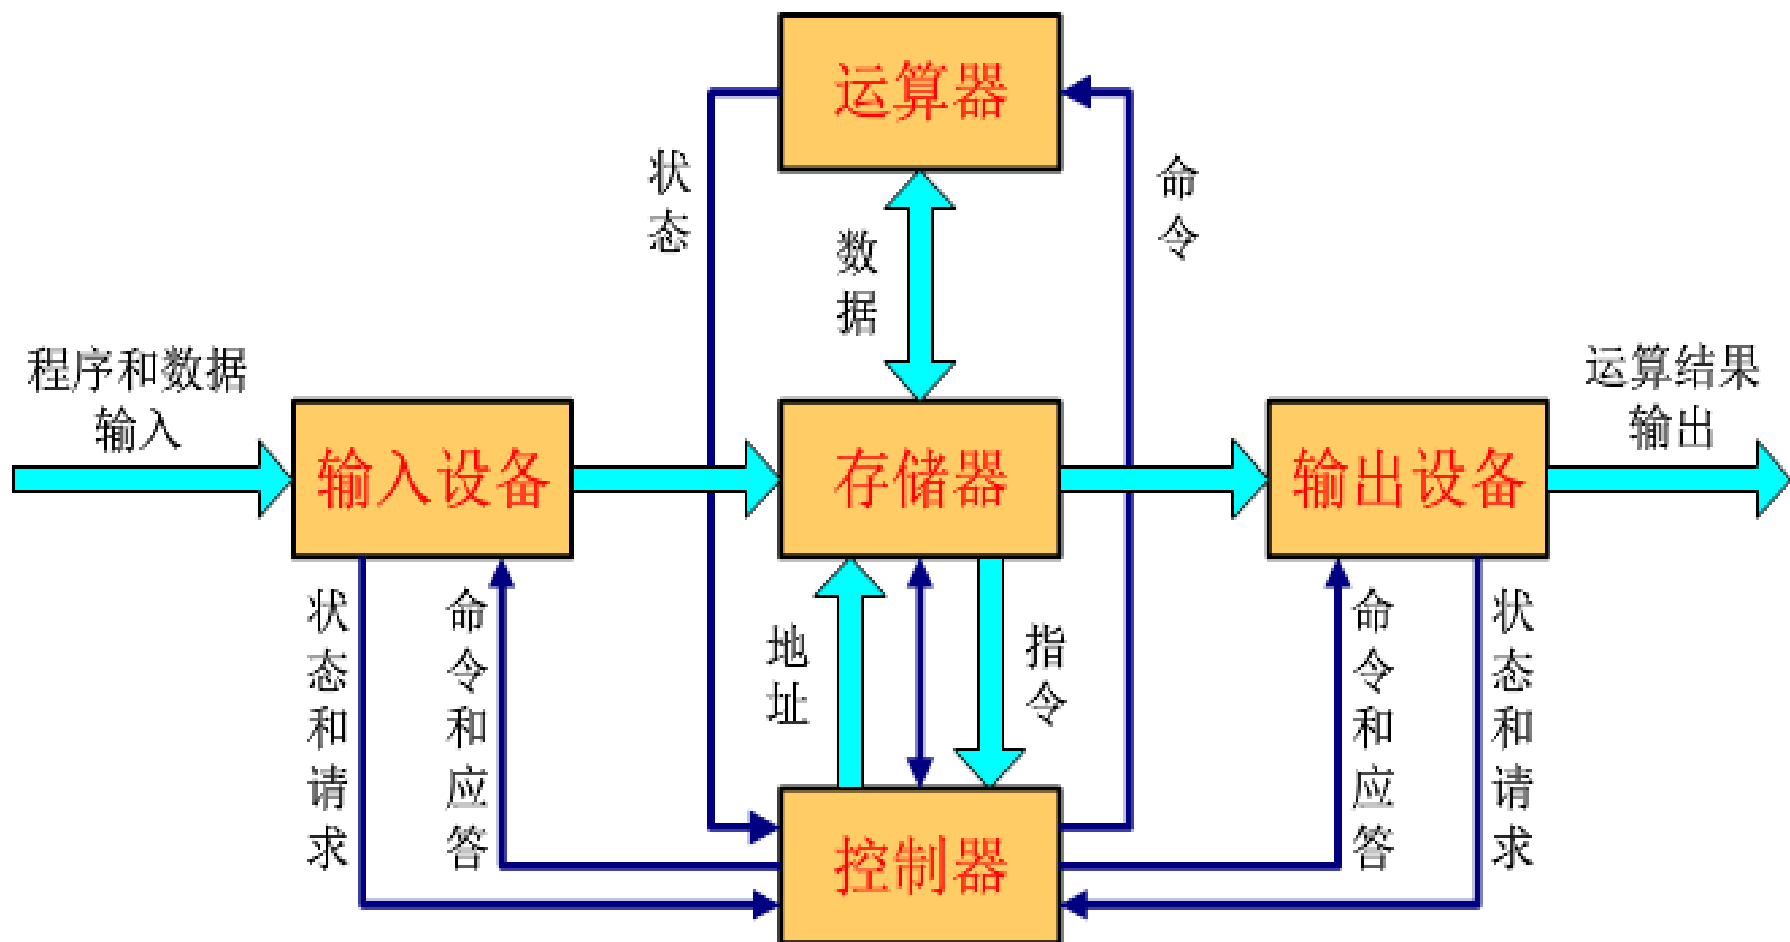 运算器
状态
命令
数据
程序和数据
输入
运算结果
输出
输入设备
存储器
输出设备
状态和请求
命令和应答
地址
指令
命令和应答
状态和请求
控制器